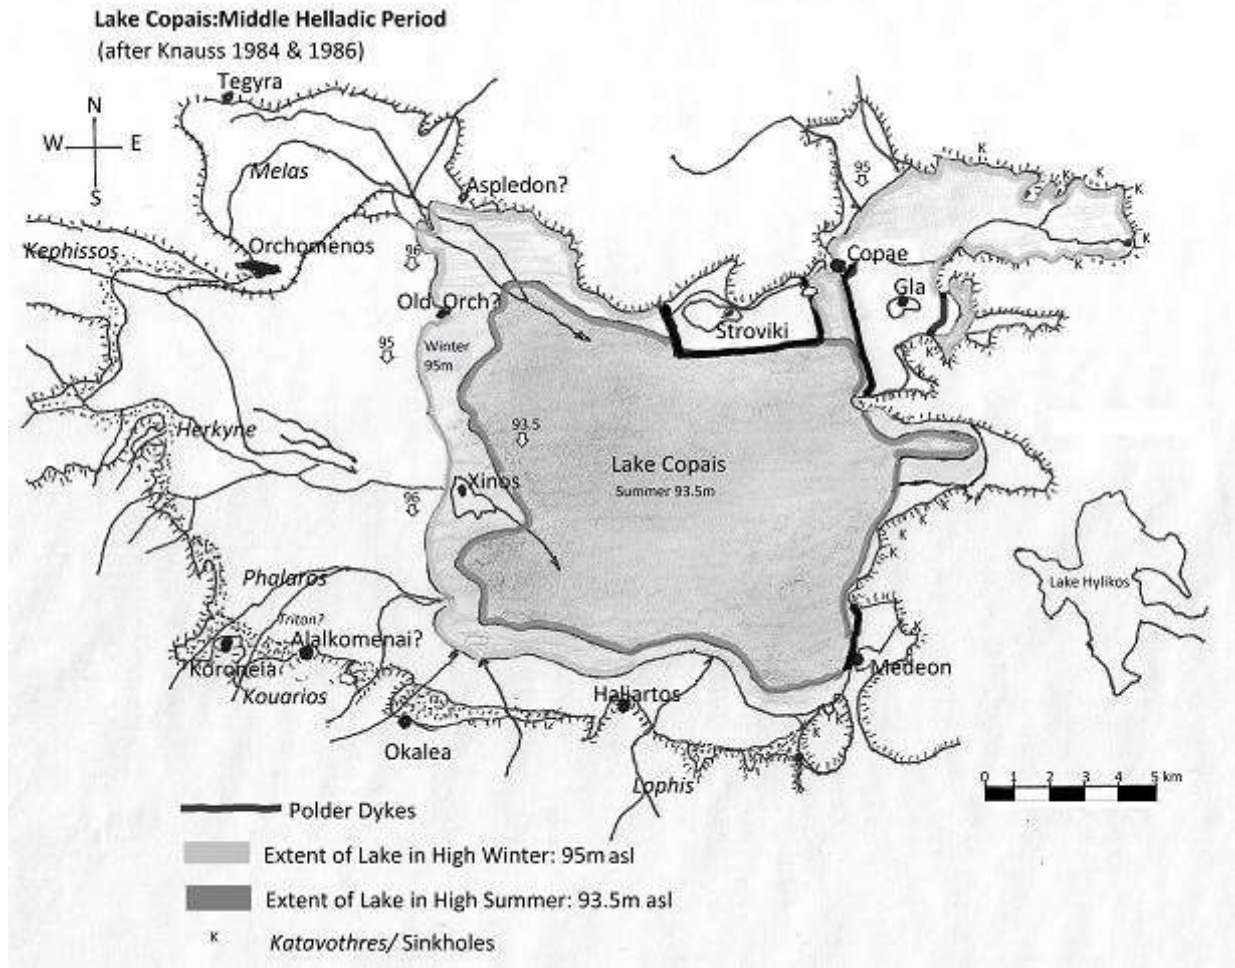 Lake Copais:Middle Helladic Period
(after Knauss 1984 & 1986)
Tegyra
N
W E
S
Melas
Aspledon?
Kephissos
Orchomenos
96
Old Orch?
95
Winter
95m
Herkyne
93.5
96
Xinos
Lake Copais
Summer 93.5m
95
K
K
K
K
K
K
Copae
Gla
Stroviki
K
K
K
K
K
Lake Hylikos
Phalaros
Triton?
Alalkomenai?
Koroneia
Kouarios
Okalea
Haliartos
Lophis
K
Medeon
K
K
0 1 2 3 4 5 km
Polder Dykes
Extent of Lake in High Winter: 95m asl
Extent of Lake in High Summer: 93.5m asl
K Katavothres/ Sinkholes